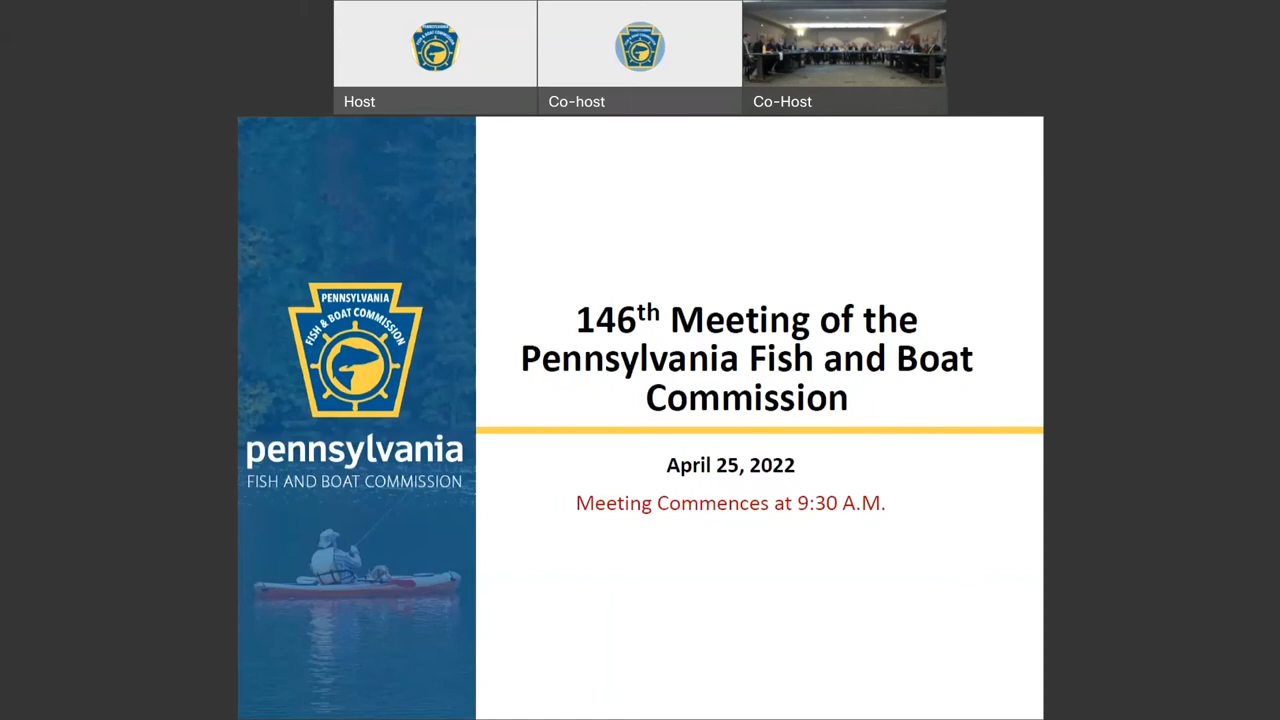 Host
Co-host
Co-Host
PENNSYLVANIA
FISH & BOAT COMMISSION
pennsylvania
FISH AND BOAT COMMISSION
146th Meeting of the
Pennsylvania Fish and Boat
Commission
April 25, 2022
Meeting Commences at 9:30 A.M.